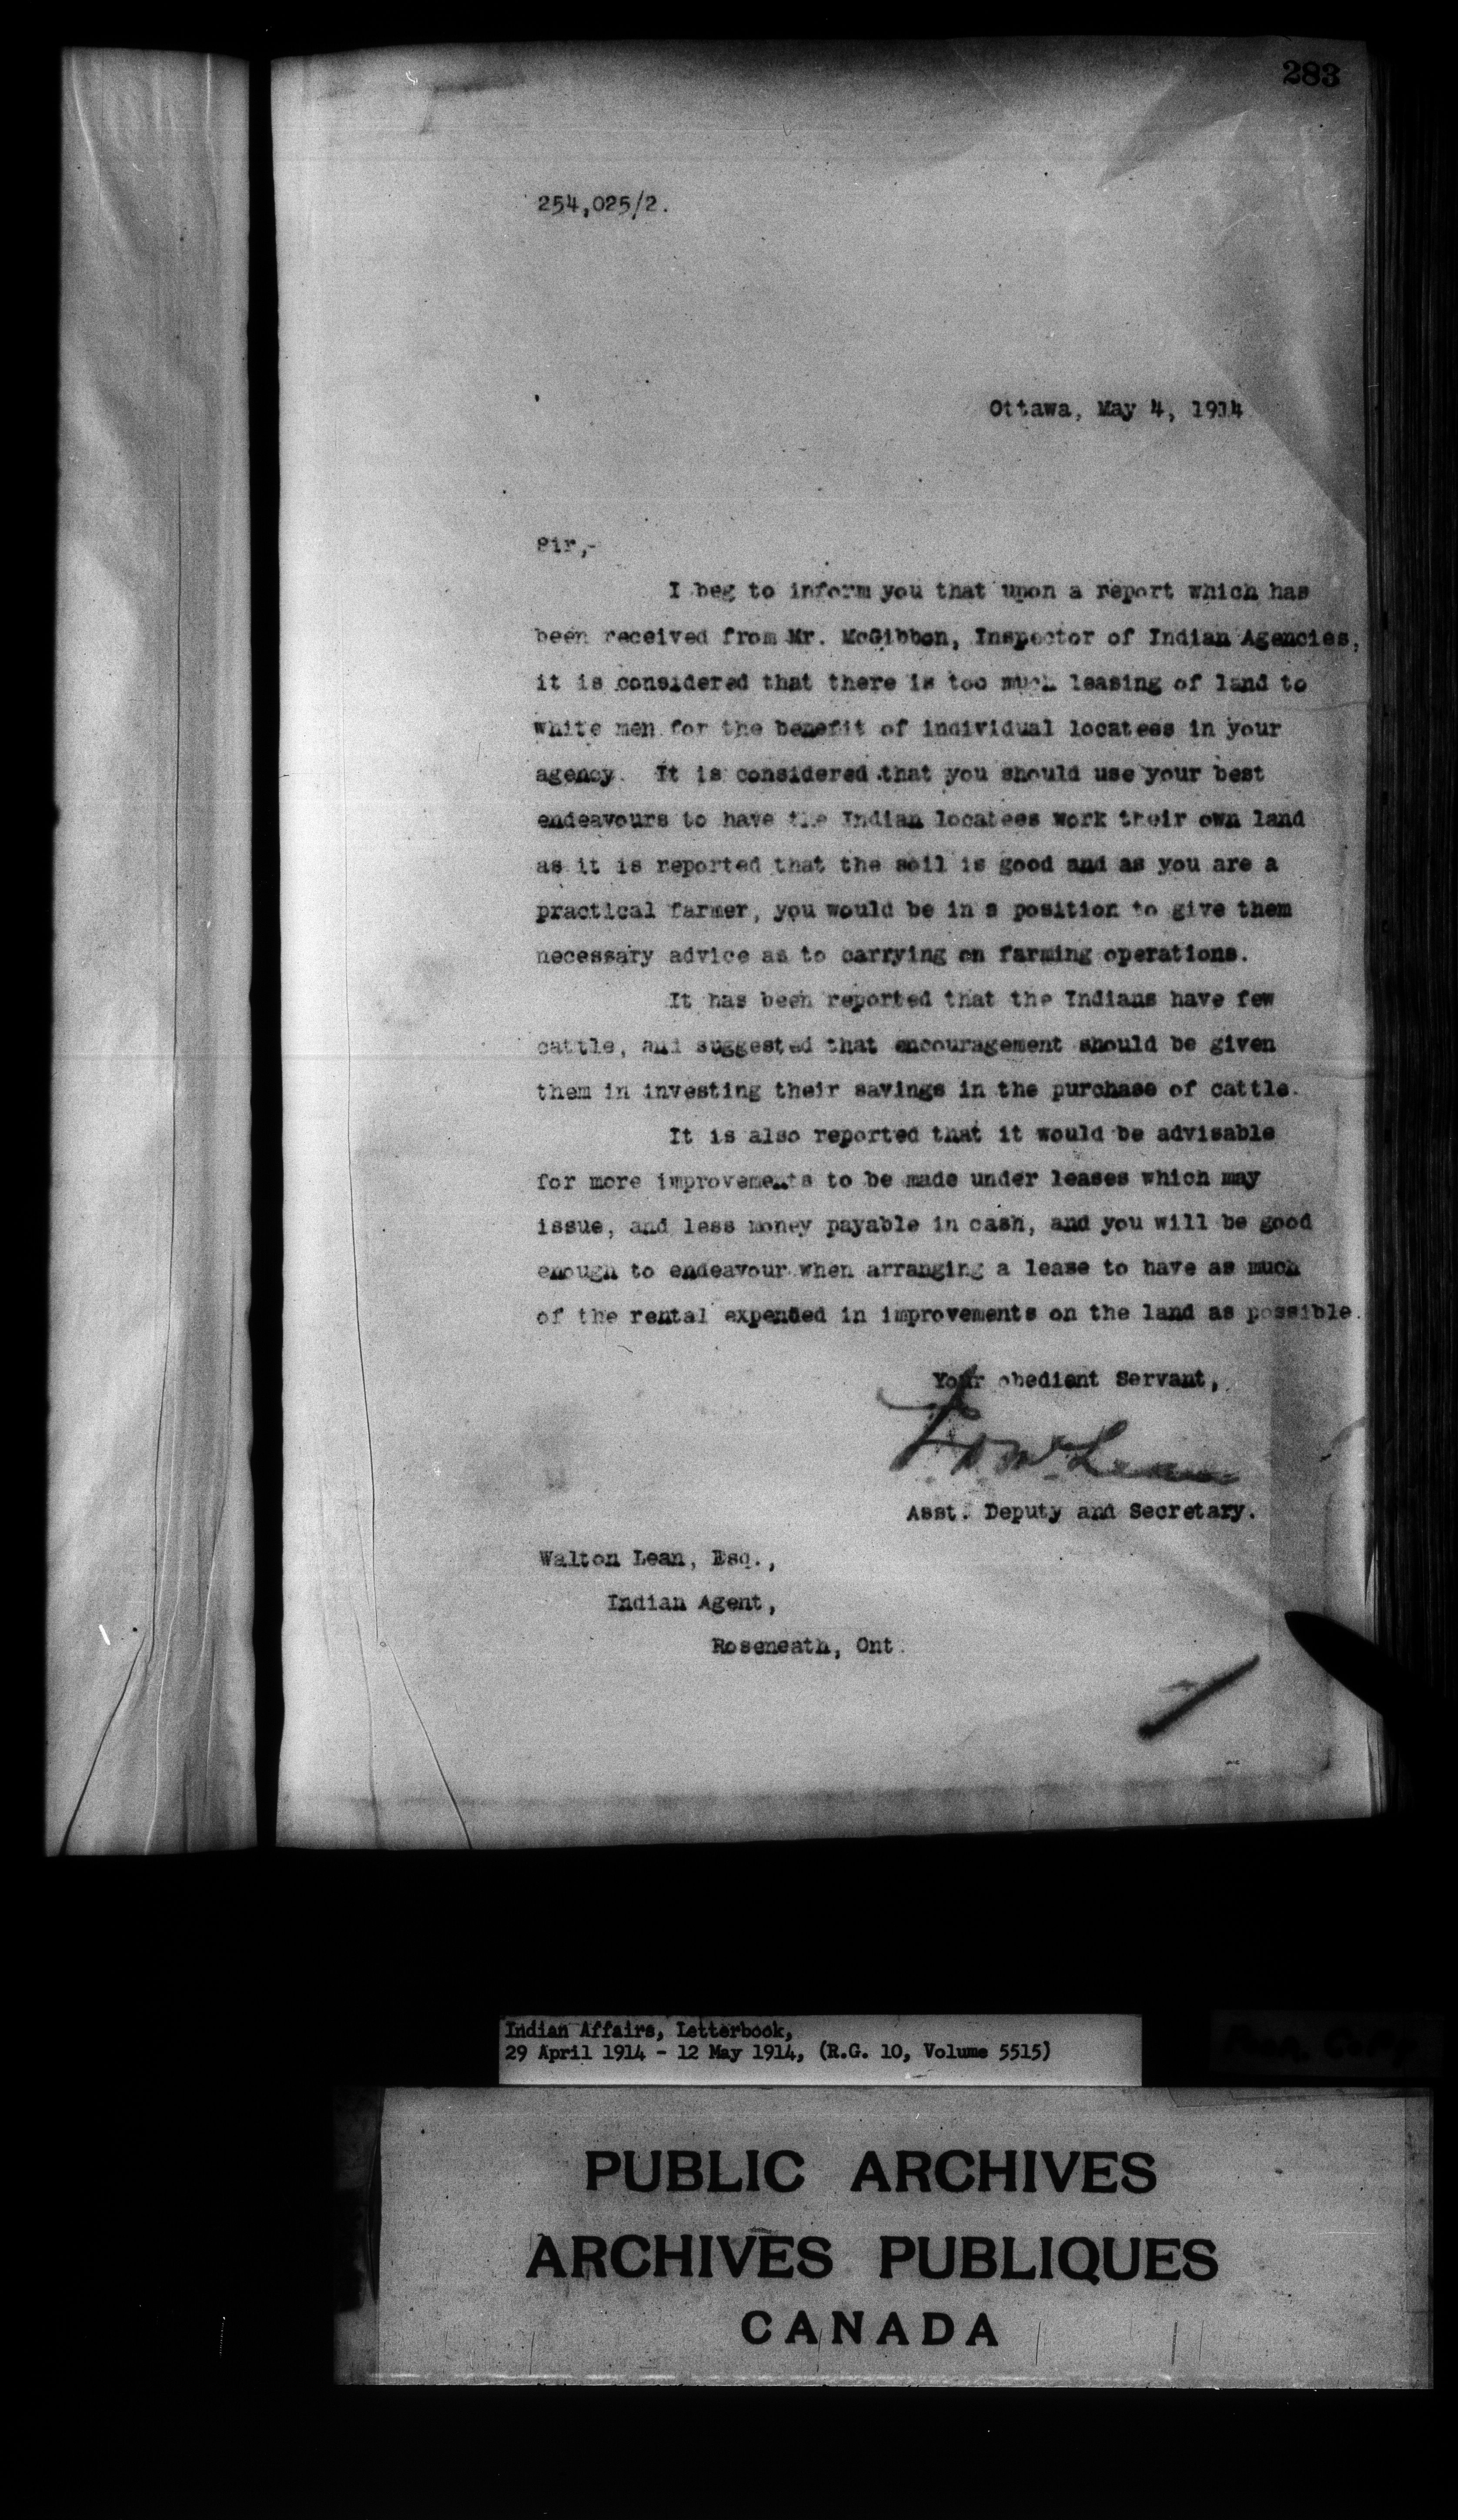 283
254,025/2.
Ottawa, May 4, 1914
Sir,-
I beg to inform you that upon a report which has
been received from Mr. McGibbon, Inspector of Indian Agencies,
it is considered that there is too much leasing of land to
white men for the benefit of individual locatees in your
agency. It is considered that you should use your best
endeavours to have the Indian locatees work their own land
as it is reported that the soil is good and as you are a
practical farmer, you would be in a position to give them
necessary advice as to carrying on farming operations.
It has been reported that the Indians have few
cattle, and suggested that encouragement should be given
them in investing their savings in the purchase of cattle.
It is also reported that it would be advisable
for more improvements to be made under leases which may
issue, and less money payable in cash, and you will be good
enough to endeavour when arranging a lease to have as much
of the rental expended in improvements on the land as possible.
Your obedient Servant,
J D McLean
Asst. Deputy and Secretary.
Walton Lean, Esq.,
Indian Agent,
Roseneath, Ont.
Indian Affairs, Letterbook,
29 April 1914 - 12 May 1914, (R.G. 10, Volume 5515)
PUBLIC ARCHIVES
ARCHIVES PUBLIQUES
CANADA